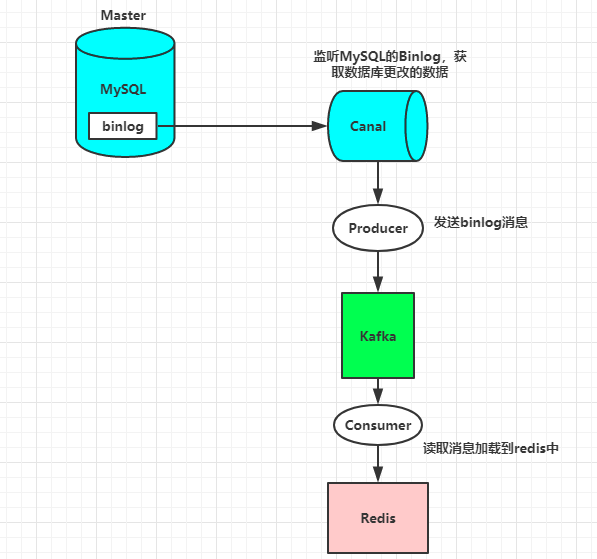 Master
MySQL
binlog
监听MySQL的Binlog，获
取数据库更改的数据
Canal
Producer
发送binlog消息
Kafka
Consumer
读取消息加载到redis中
Redis